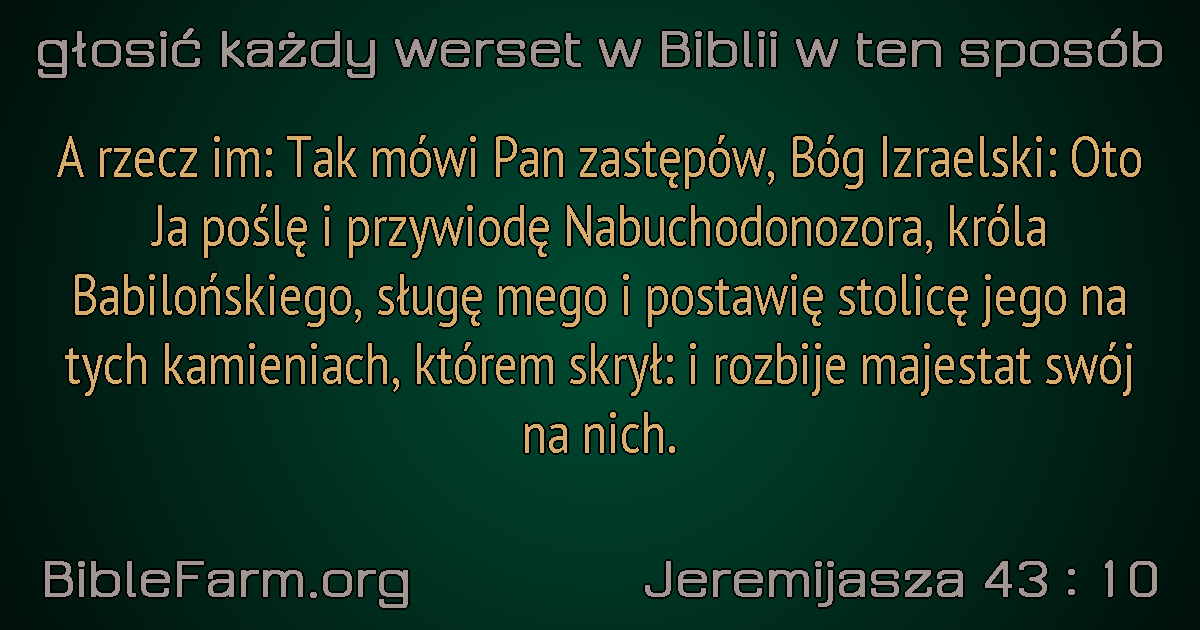 głosić każdy werset w Biblii w ten sposób
A rzecz im: Tak mówi Pan zastępów, Bóg Izraelski: Oto
Ja poślę i przywiodę Nabuchodonozora, króla
Babilońskiego, sługę mego i postawię stolicę jego na
tych kamieniach, którem skrył: i rozbije majestat swój
na nich.
BibleFarm.org
Jeremijasza 43 : 10